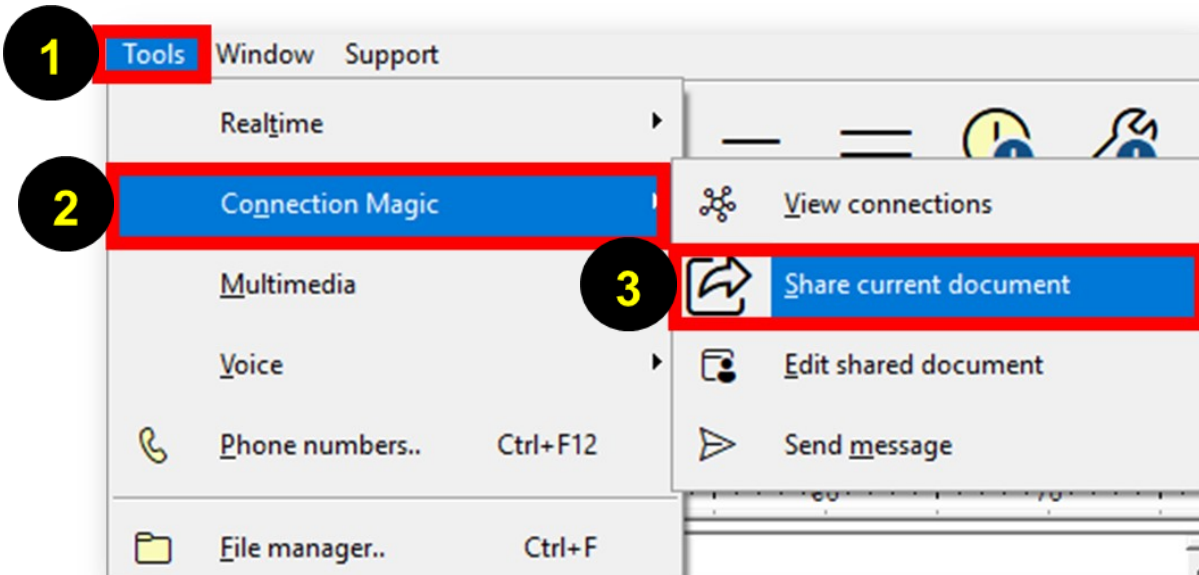 1 Tools Window Support
Realtime
2 Connection Magic View connections
3 Share current document
Multimedia
Voice Edit shared document
Phone numbers.. Ctrl+F12 Send message
File manager.. Ctrl+F